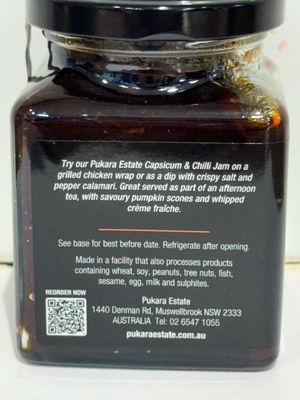 Try our Pukara Estate Capsicum & Chilli Jam on a
grilled chicken wrap or as a dip with crispy salt and
pepper calamari. Great served as part of an afternoon
tea, with savoury pumpkin scones and whipped
crème fraîche.
See base for best before date. Refrigerate after opening.
Made in a facility that also processes products
containing wheat, soy, peanuts, tree nuts, fish,
sesame, egg, milk and sulphites.
REORDER NOW
Pukara Estate
1440 Denman Rd, Muswellbrook NSW 2333
AUSTRALIA Tel: 02 6547 1055
pukaraestate.com.au